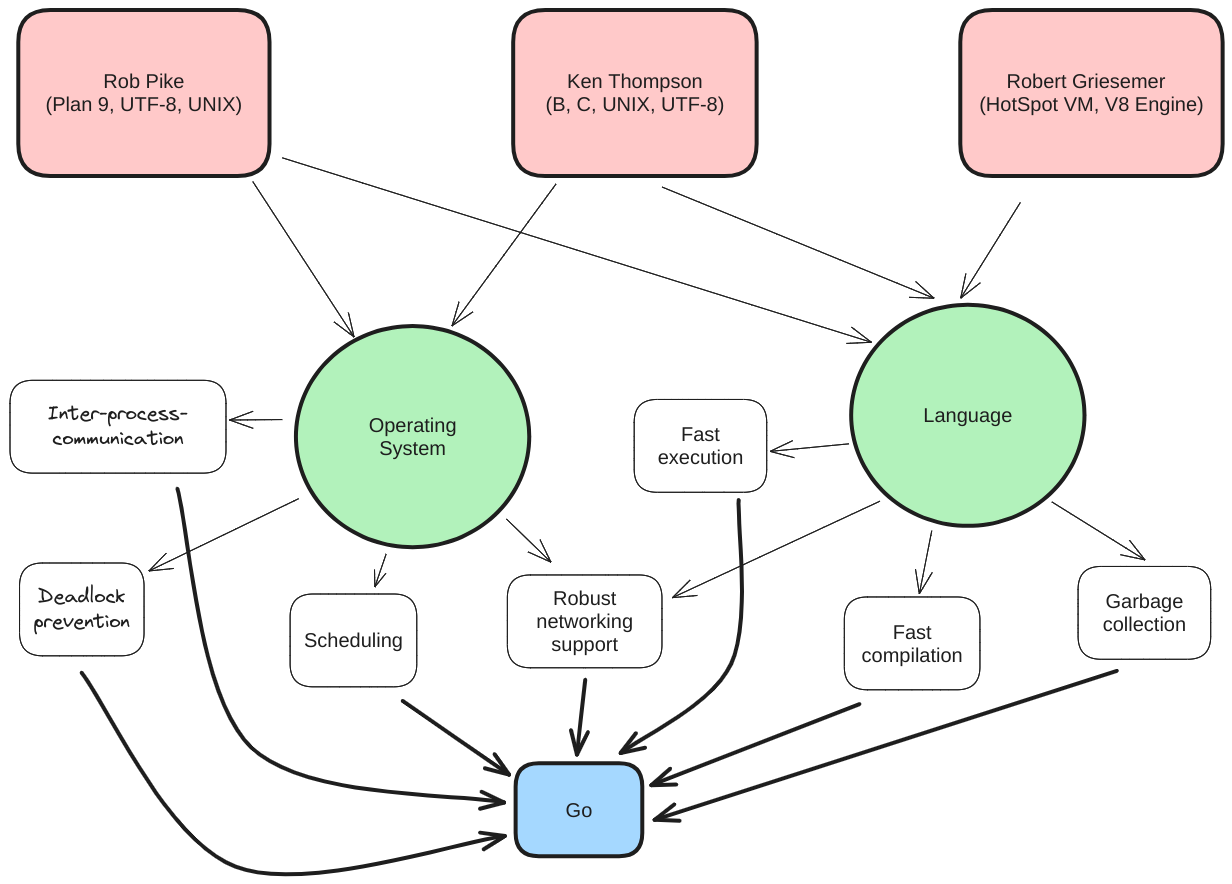 Rob Pike
(Plan 9, UTF-8, UNIX)
Ken Thompson
(B, C, UNIX, UTF-8)
Robert Griesemer
(HotSpot VM, V8 Engine)
Operating
System
Language
Inter-process-
communication
Fast
execution
Deadlock
prevention
Scheduling
Robust
networking
support
Fast
compilation
Garbage
collection
Go